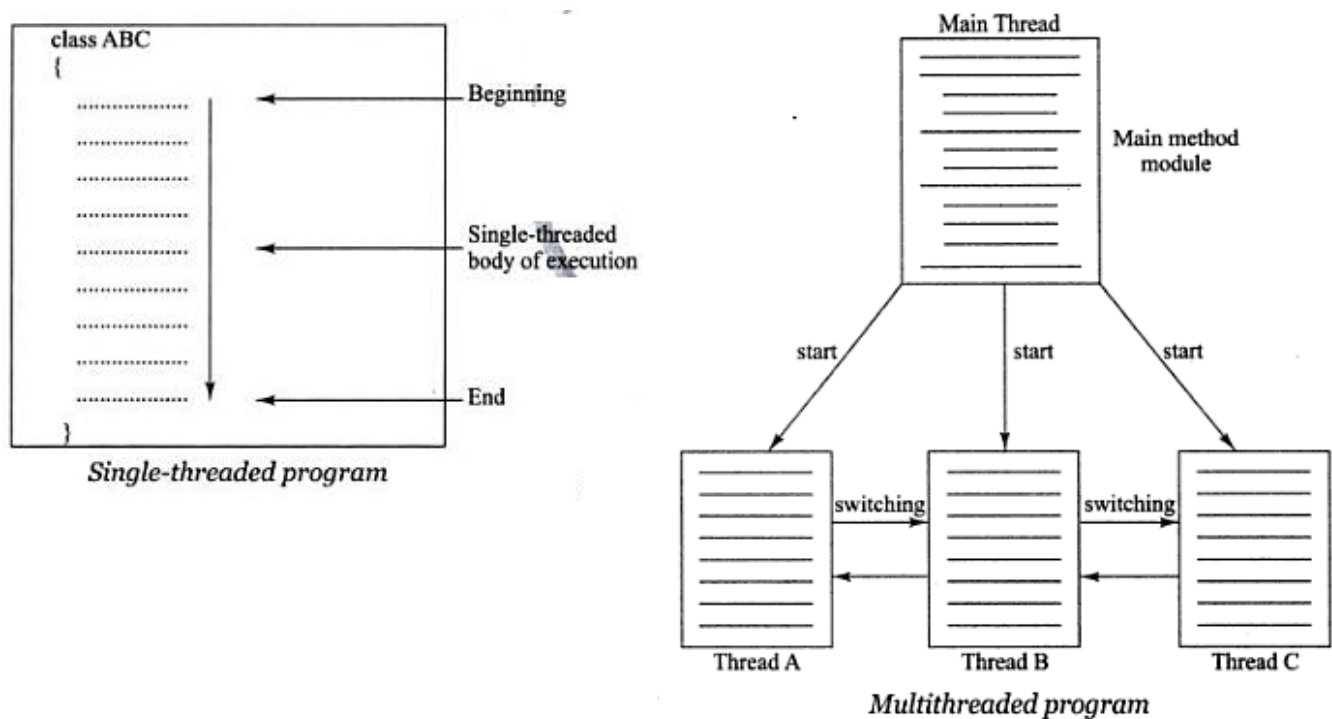 class ABC
{
Beginning
Single-threaded
body of execution
End
}
Single-threaded program
Main Thread
Main method
module
start
start
start
switching
switching
Thread A
Thread B
Thread C
Multithreaded program